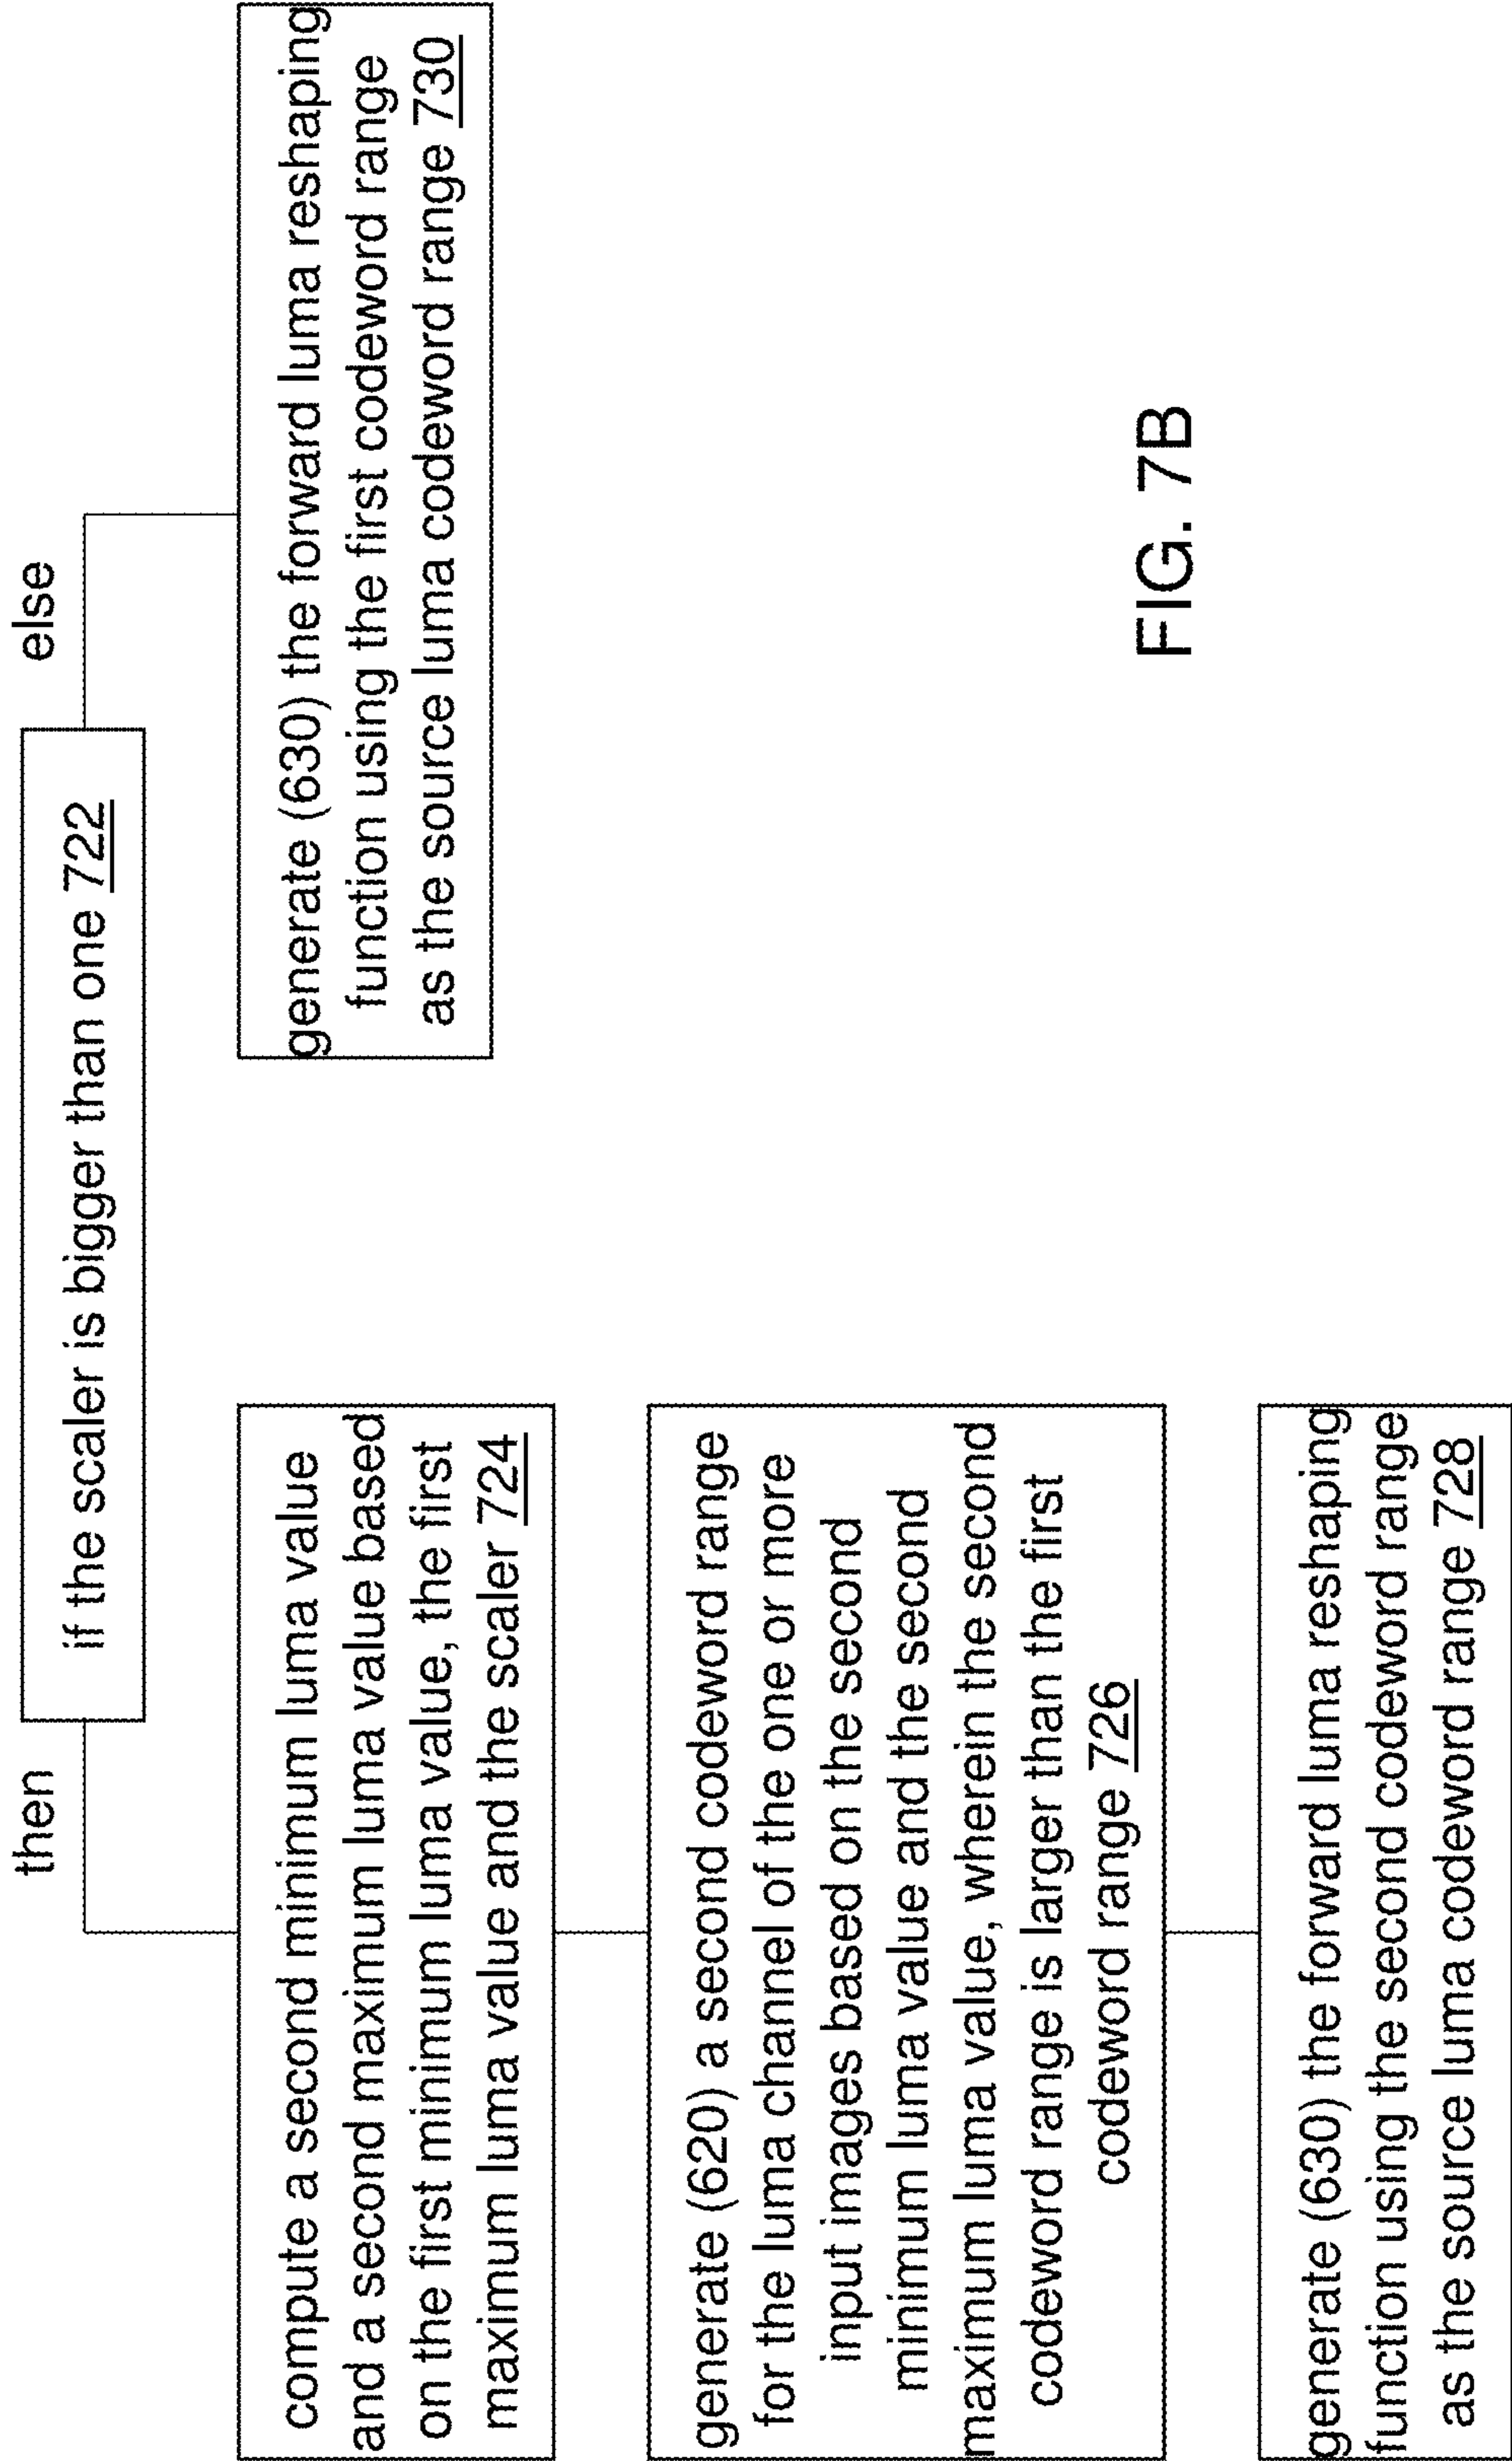 then
else
if the scaler is bigger than one 722
compute a second minimum luma value
and a second maximum luma value based
on the first minimum luma value, the first
maximum luma value and the scaler 724
generate (620) a second codeword range
for the luma channel of the one or more
input images based on the second
minimum luma value and the second
maximum luma value, wherein the second
codeword range is larger than the first
codeword range 726
generate (630) the forward luma reshaping
function using the second codeword range
as the source luma codeword range 728
generate (630) the forward luma reshaping
function using the first codeword range
as the source luma codeword range 730
FIG. 7B